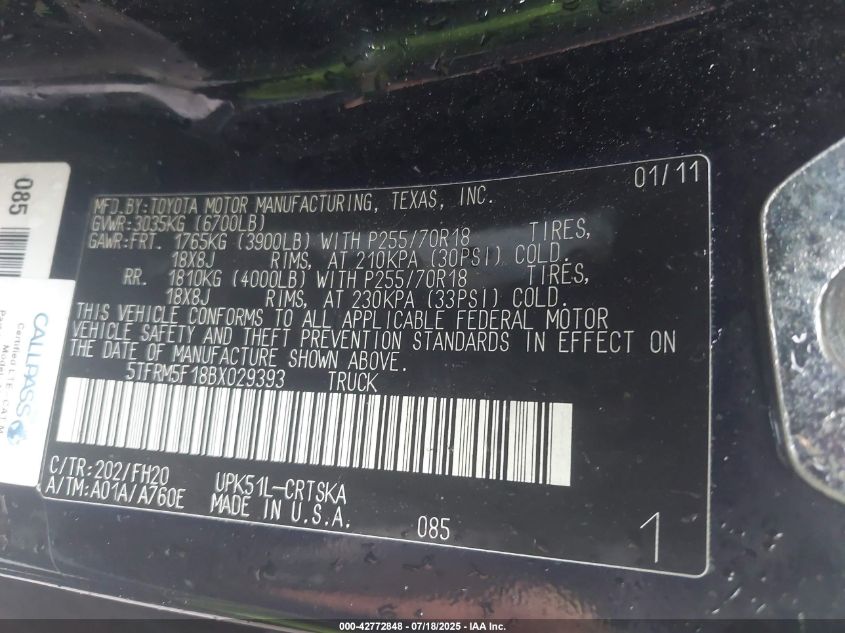 085
CALLPASS
Certified LTE CAT M
MFD.BY:TOYOTA MOTOR MANUFACTURING, TEXAS, INC. 01/11
GVWR:3035KG (6700LB)
GAWR:FRT. 1765KG (3900LB) WITH P255/70R18 TIRES,
18X8J RIMS, AT 210KPA (30PSI) COLD.
RR. 1810KG (4000LB) WITH P255/70R18 TIRES,
18X8J RIMS, AT 230KPA (33PSI) COLD.
THIS VEHICLE CONFORMS TO ALL APPLICABLE FEDERAL MOTOR
VEHICLE SAFETY AND THEFT PREVENTION STANDARDS IN EFFECT ON
THE DATE OF MANUFACTURE SHOWN ABOVE.
5TFRM5F18BX029393 TRUCK
C/TR:202/FH20 UPK51L-CRTSKA
A/TM:A01A/A760E MADE IN U.S.A. 085 1
000-42772848 - 07/18/2025 - IAA Inc.